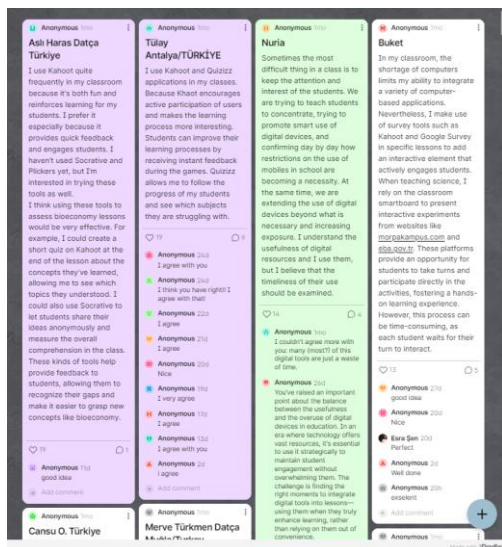 Anonymous 1mo
Aslı Haras Datça
Türkiye
I use Kahoot quite
frequently in my classroom
because it's both fun and
reinforces learning for my
students. I prefer it
especially because it
provides quick feedback
and engages students. I
haven't used Socrative and
Plickers yet, but I'm
interested in trying these
tools as well.
I think using these tools to
assess bioeconomy lessons
would be very effective. For
example, I could create a
short quiz on Kahoot at the
end of the lesson about the
concepts they've learned,
allowing me to see which
topics they understood. I
could also use Socrative to
let students share their
ideas anonymously and
measure the overall
comprehension in the class.
These kinds of tools help
provide feedback to
students, allowing them to
recognize their gaps and
make it easier to grasp new
concepts like bioeconomy.
19 1
Anonymous 11d
good idea
Add comment
Anonymous 1mo
Cansu O. Türkiye
Anonymous 1mo
Tülay
Antalya/TÜRKİYE
I use Kahoot and Quizizz
applications in my classes.
Because Khaot encourages
active participation of users
and makes the learning
process more interesting.
Students can improve their
learning processes by
receiving instant feedback
during the games. Quizizz
allows me to follow the
progress of my students
and see which subjects
they are struggling with.
17 9
Anonymous 24d
I agree with you
Anonymous 24d
I think you have right!! I
agree with that!
Anonymous 22d
I agree
Anonymous 21d
I agree
Anonymous 20d
Nice
Anonymous 19d
I very agree
Anonymous 13d
I agree
Anonymous 12d
I agree with you
Anonymous 2d
i agree
Add comment
Anonymous 1mo
Merve Türkmen Datça
Muğla/Turkey
Anonymous 1mo
Nuria
Sometimes the most
difficult thing in a class is to
keep the attention and
interest of the students. We
are trying to teach students
to concentrate, trying to
promote smart use of
digital devices, and
confirming day by day how
restrictions on the use of
mobiles in school are
becoming a necessity. At
the same time, we are
extending the use of digital
devices beyond what is
necessary and increasing
exposure. I understand the
usefulness of digital
resources and I use them,
but I believe that the
timeliness of their use
should be examined.
14 4
Anonymous 1mo
I couldn't agree more with
you: many (most?) of this
digital tools are just a waste
of time.
Anonymous 26d
You've raised an important
point about the balance
between the usefulness
and the overuse of digital
devices in education. In an
era where technology offers
vast resources, it's essential
to use it strategically to
maintain student
engagement without
overwhelming them. The
challenge is finding the
right moments to integrate
digital tools into lessons—
using them when they truly
enhance learning, rather
than relying on them out of
convenience.
Anonymous 1mo
Buket
In my classroom, the
shortage of computers
limits my ability to integrate
a variety of computer-
based applications.
Nevertheless, I make use
of survey tools such as
Kahoot and Google Survey
in specific lessons to add
an interactive element that
actively engages students.
When teaching science, I
rely on the classroom
smartboard to present
interactive experiments
from websites like
morpakampus.com and
eba.gov.tr. These platforms
provide an opportunity for
students to take turns and
participate directly in the
activities, fostering a hands-
on learning experience.
However, this process can
be time-consuming, as
each student waits for their
turn to interact.
13 5
Anonymous 27d
good idea
Anonymous 20d
Nice
Esra Şen 20d
Perfect
Anonymous 2d
Well done
Anonymous 20h
exselent
Add comment
Anonymous 1mo